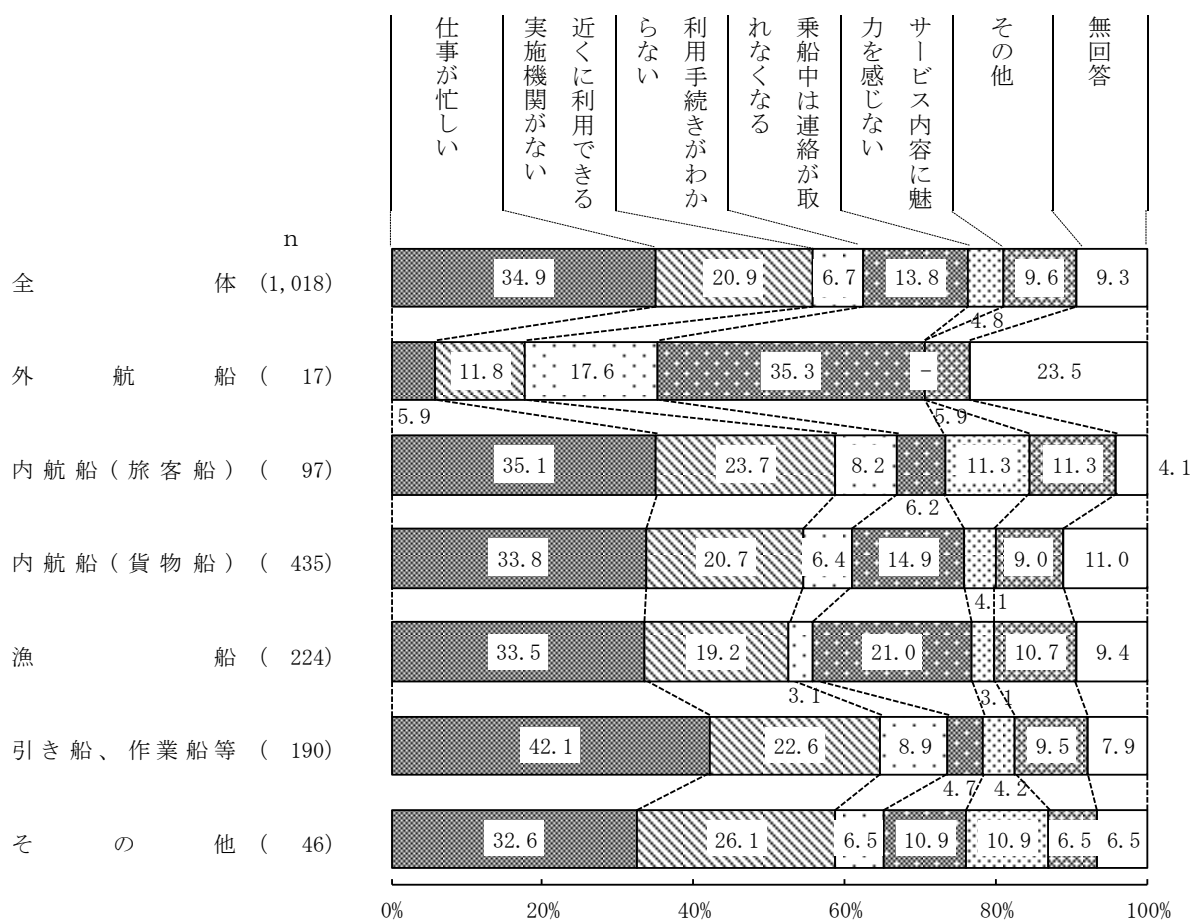 仕事が忙しい
近くに利用できる
実施機関がない
利用手続きがわか
らない
乗船中は連絡が取
れなくなる
サービス内容に魅
力を感じない
その他
無回答
n
全体 (1,018) 34.9 20.9 6.7 13.8 4.8 9.6 9.3
外航船 ( 17) 5.9 11.8 17.6 35.3 - 5.9 23.5
内航船(旅客船) ( 97) 35.1 23.7 8.2 6.2 11.3 11.3 4.1
内航船(貨物船) ( 435) 33.8 20.7 6.4 14.9 4.1 9.0 11.0
漁船 ( 224) 33.5 19.2 3.1 21.0 3.1 10.7 9.4
引き船、作業船等 ( 190) 42.1 22.6 8.9 4.7 4.2 9.5 7.9
その他 ( 46) 32.6 26.1 6.5 10.9 10.9 6.5 6.5
0% 20% 40% 60% 80% 100%